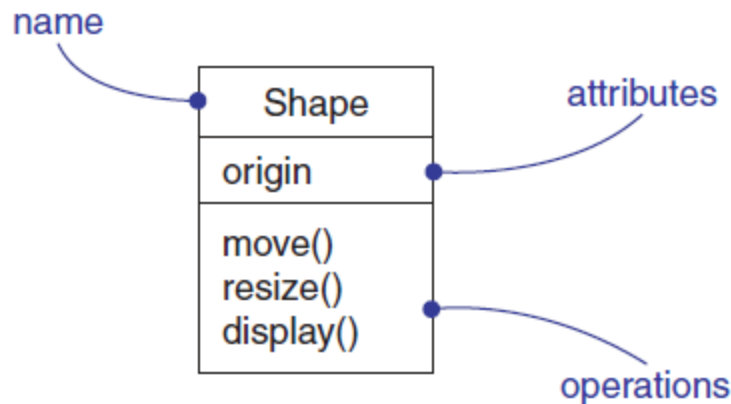 name
Shape
attributes
origin
move()
resize()
display()
operations